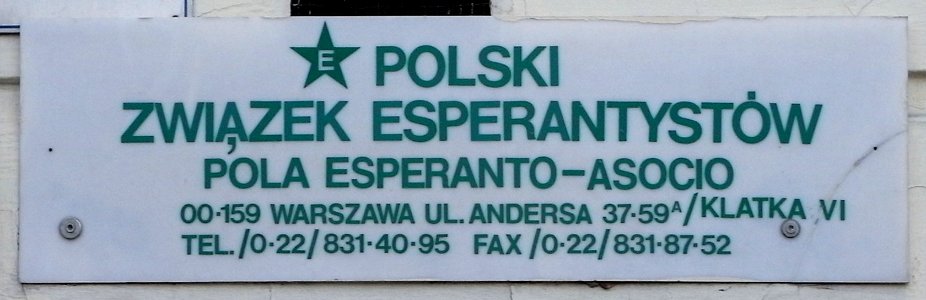 E POLSKI
ZWIĄZEK ESPERANTYSTÓW
POLA ESPERANTO-ASOCIO
00-159 WARSZAWA UL. ANDERSA 37-59A/KLATKA VI
TEL./0-22/831-40-95 FAX /0-22/831-87-52